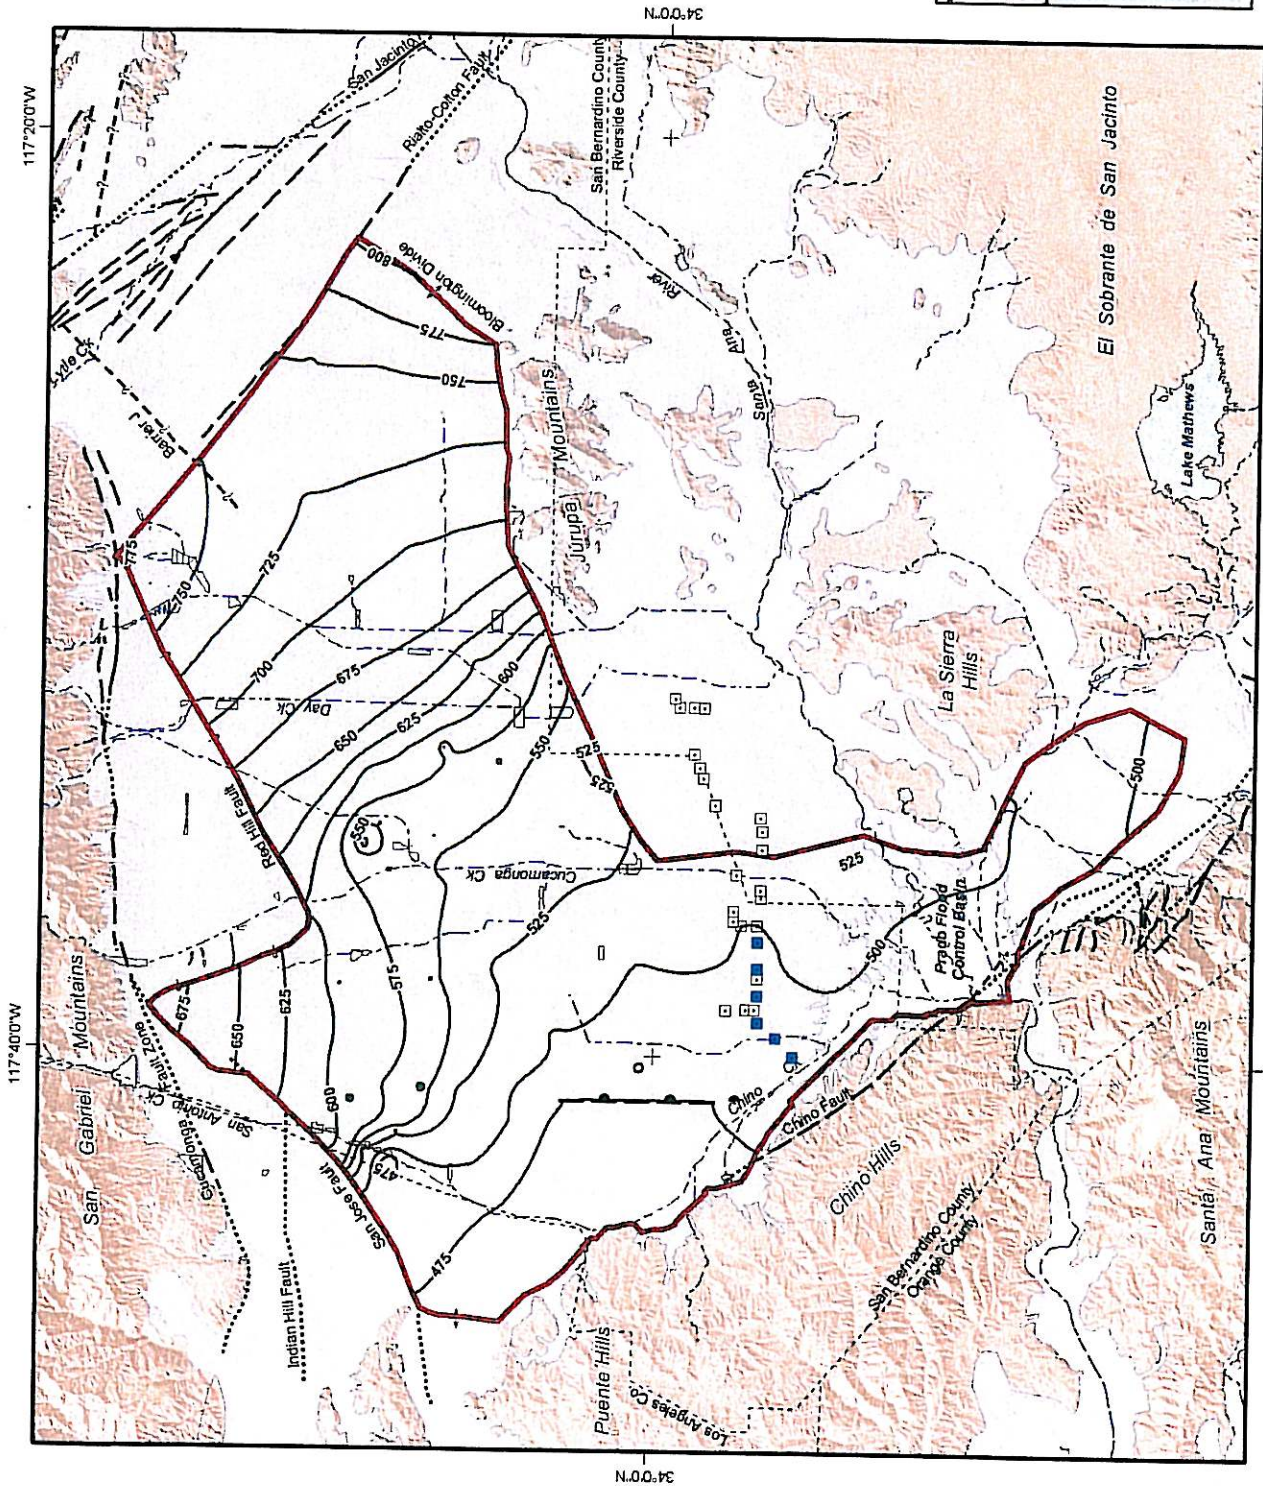 117°40'0"W
117°20'0"W
34°0'0"N
34°0'0"N
San Gabriel Mountains
San Jacinto
Rialto-Colton Fault
Lytle Ck
Barrier J
Cucamonga Fault Zone
San Antonio Ck
Indian Hill Fault
San Jose Fault
Red Hill Fault
Day Ck
Cucamonga Ck
Bloomington Divide
San Bernardino County
Riverside County
Jurupa Mountains
Santa Ana River
La Sierra
Hills
El Sobrante de San Jacinto
Lake Mathews
Prado Flood
Control Basin
Chino
Chino Fault
Chino Hills
Puente Hills
Los Angeles Co
San Bernardino County
Orange County
Santa Ana Mountains
775
750
725
700
675
650
625
600
575
550
525
500
475
800
775
750
675
650
625
600
550
525
525
525
500
475